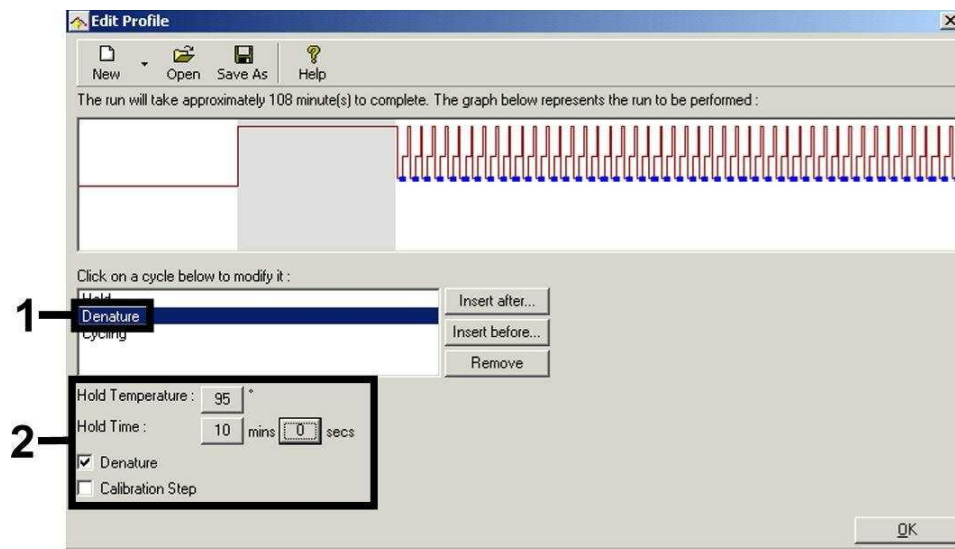 Edit Profile
New Open Save As Help
The run will take approximately 108 minute(s) to complete. The graph below represents the run to be performed :
Click on a cycle below to modify it :
Hold
1
Denature
Cycling
Insert after...
Insert before...
Remove
2
Hold Temperature : 95 °
Hold Time : 10 mins 0 secs
Denature
Calibration Step
OK